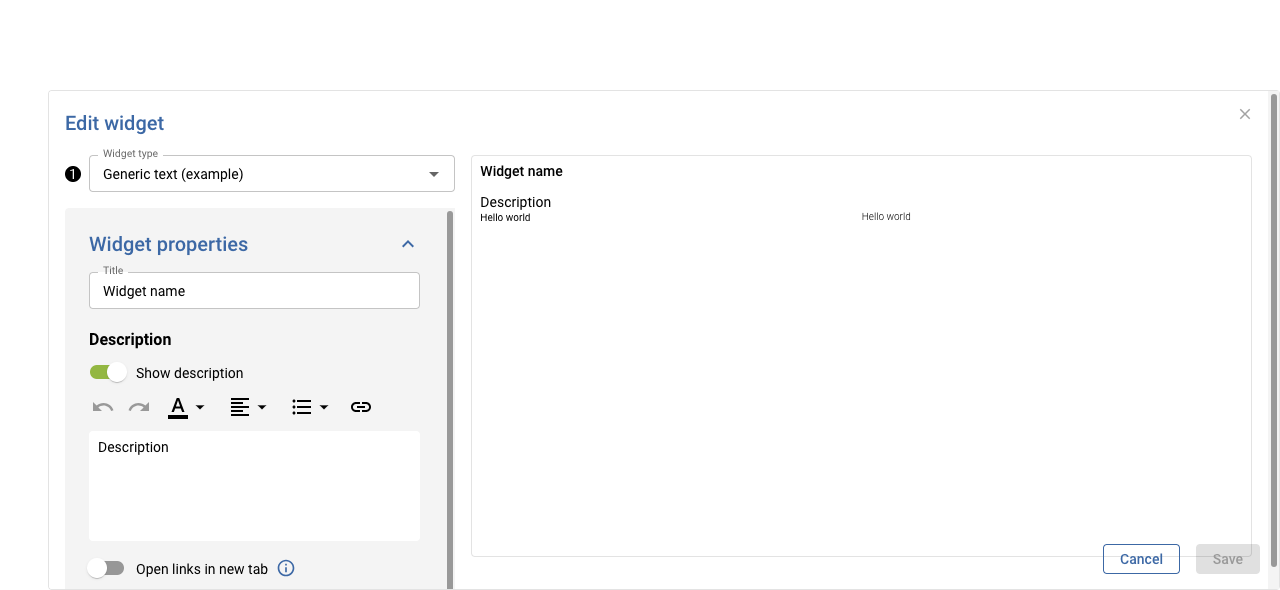 Edit widget
1
Widget type
Generic text (example)
Widget properties
Title
Widget name
Description
Show description
A
Description
Open links in new tab
Widget name
Description
Hello world
Hello world
Cancel
Save